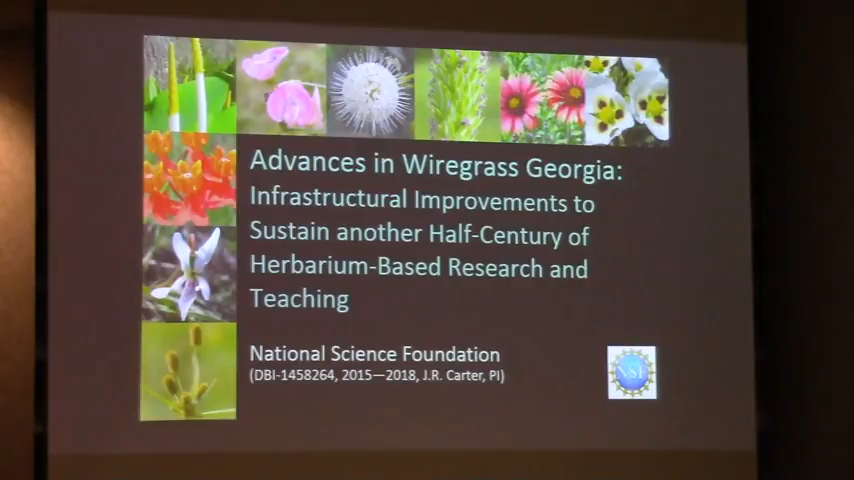 Advances in Wiregrass Georgia:
Infrastructural Improvements to
Sustain another Half-Century of
Herbarium-Based Research and
Teaching
National Science Foundation
(DBI-1458264, 2015—2018, J.R. Carter, PI)
NSF